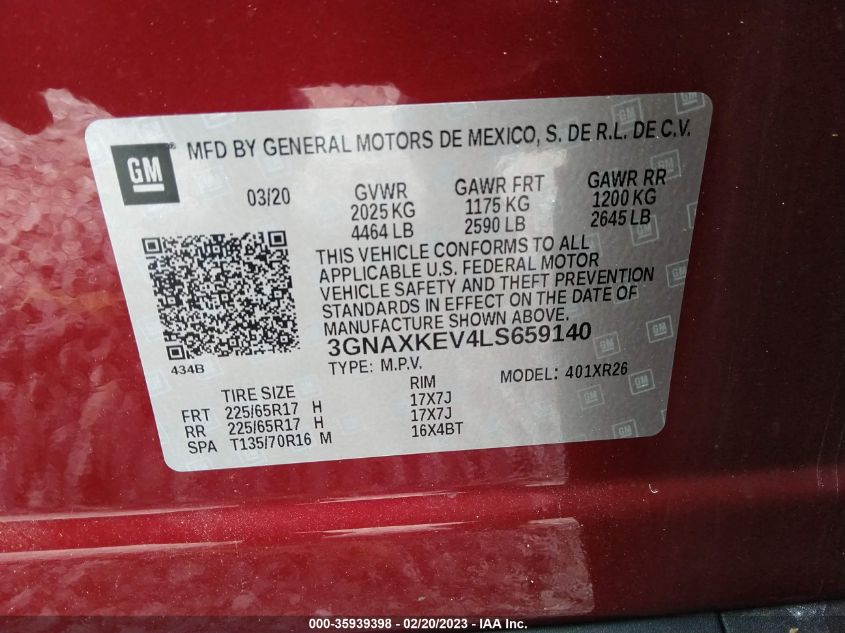 GM
MFD BY GENERAL MOTORS DE MEXICO, S. DE R.L. DE C.V.
03/20
GVWR GAWR FRT GAWR RR
2025 KG 1175 KG 1200 KG
4464 LB 2590 LB 2645 LB
THIS VEHICLE CONFORMS TO ALL
APPLICABLE U.S. FEDERAL MOTOR
VEHICLE SAFETY AND THEFT PREVENTION
STANDARDS IN EFFECT ON THE DATE OF
MANUFACTURE SHOWN ABOVE.
3GNAXKEV4LS659140
434B
TYPE: M.P.V. MODEL: 401XR26
TIRE SIZE RIM
FRT 225/65R17 H 17X7J
RR 225/65R17 H 17X7J
SPA T135/70R16 M 16X4BT
000-35939398 - 02/20/2023 - IAA Inc.